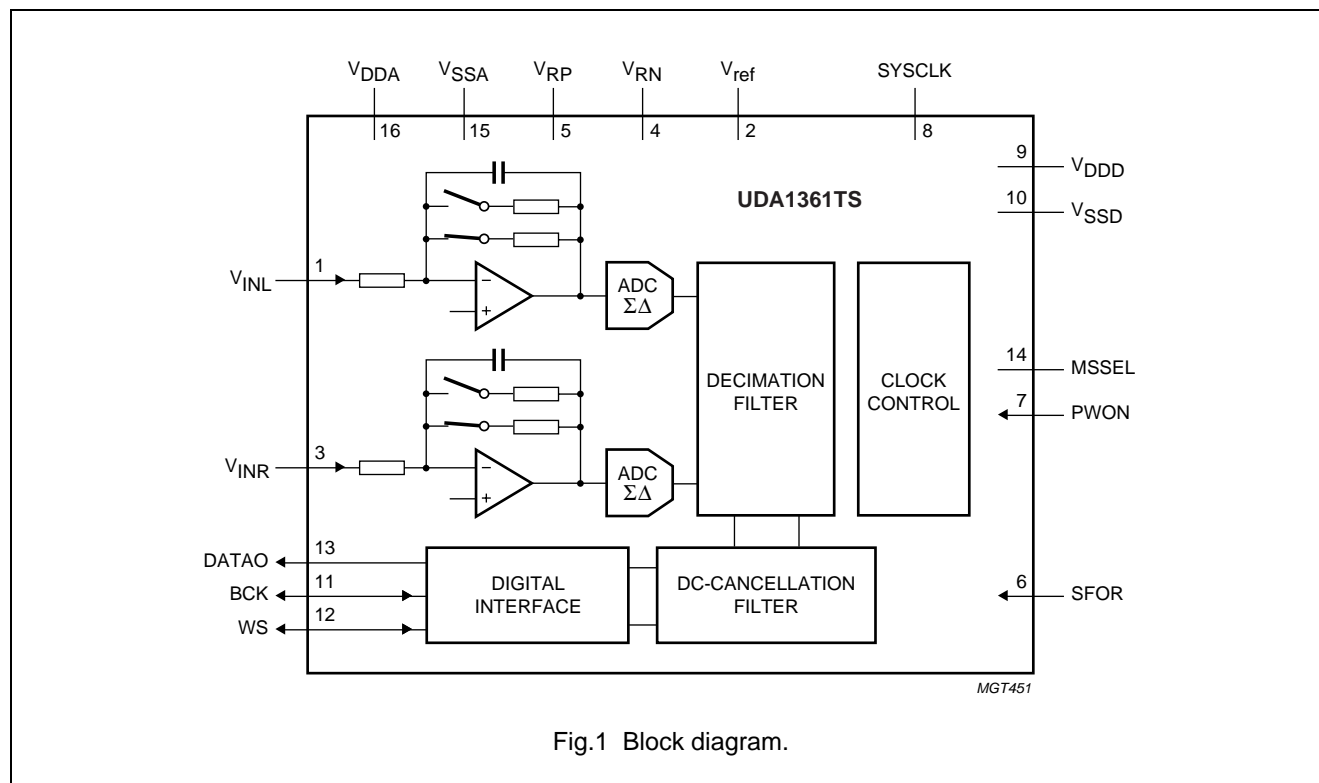 VDDA VSSA VRP VRN Vref SYSCLK
16 15 5 4 2 8
9 VDDD
UDA1361TS
10 VSSD
1
VINL
−
+
ADC
ΣΔ
14 MSSEL
DECIMATION
FILTER
CLOCK
CONTROL
7 PWON
3
VINR
−
+
ADC
ΣΔ
13
DATAO
11
BCK
12
WS
DIGITAL
INTERFACE
DC-CANCELLATION
FILTER
6 SFOR
MGT451
Fig.1 Block diagram.